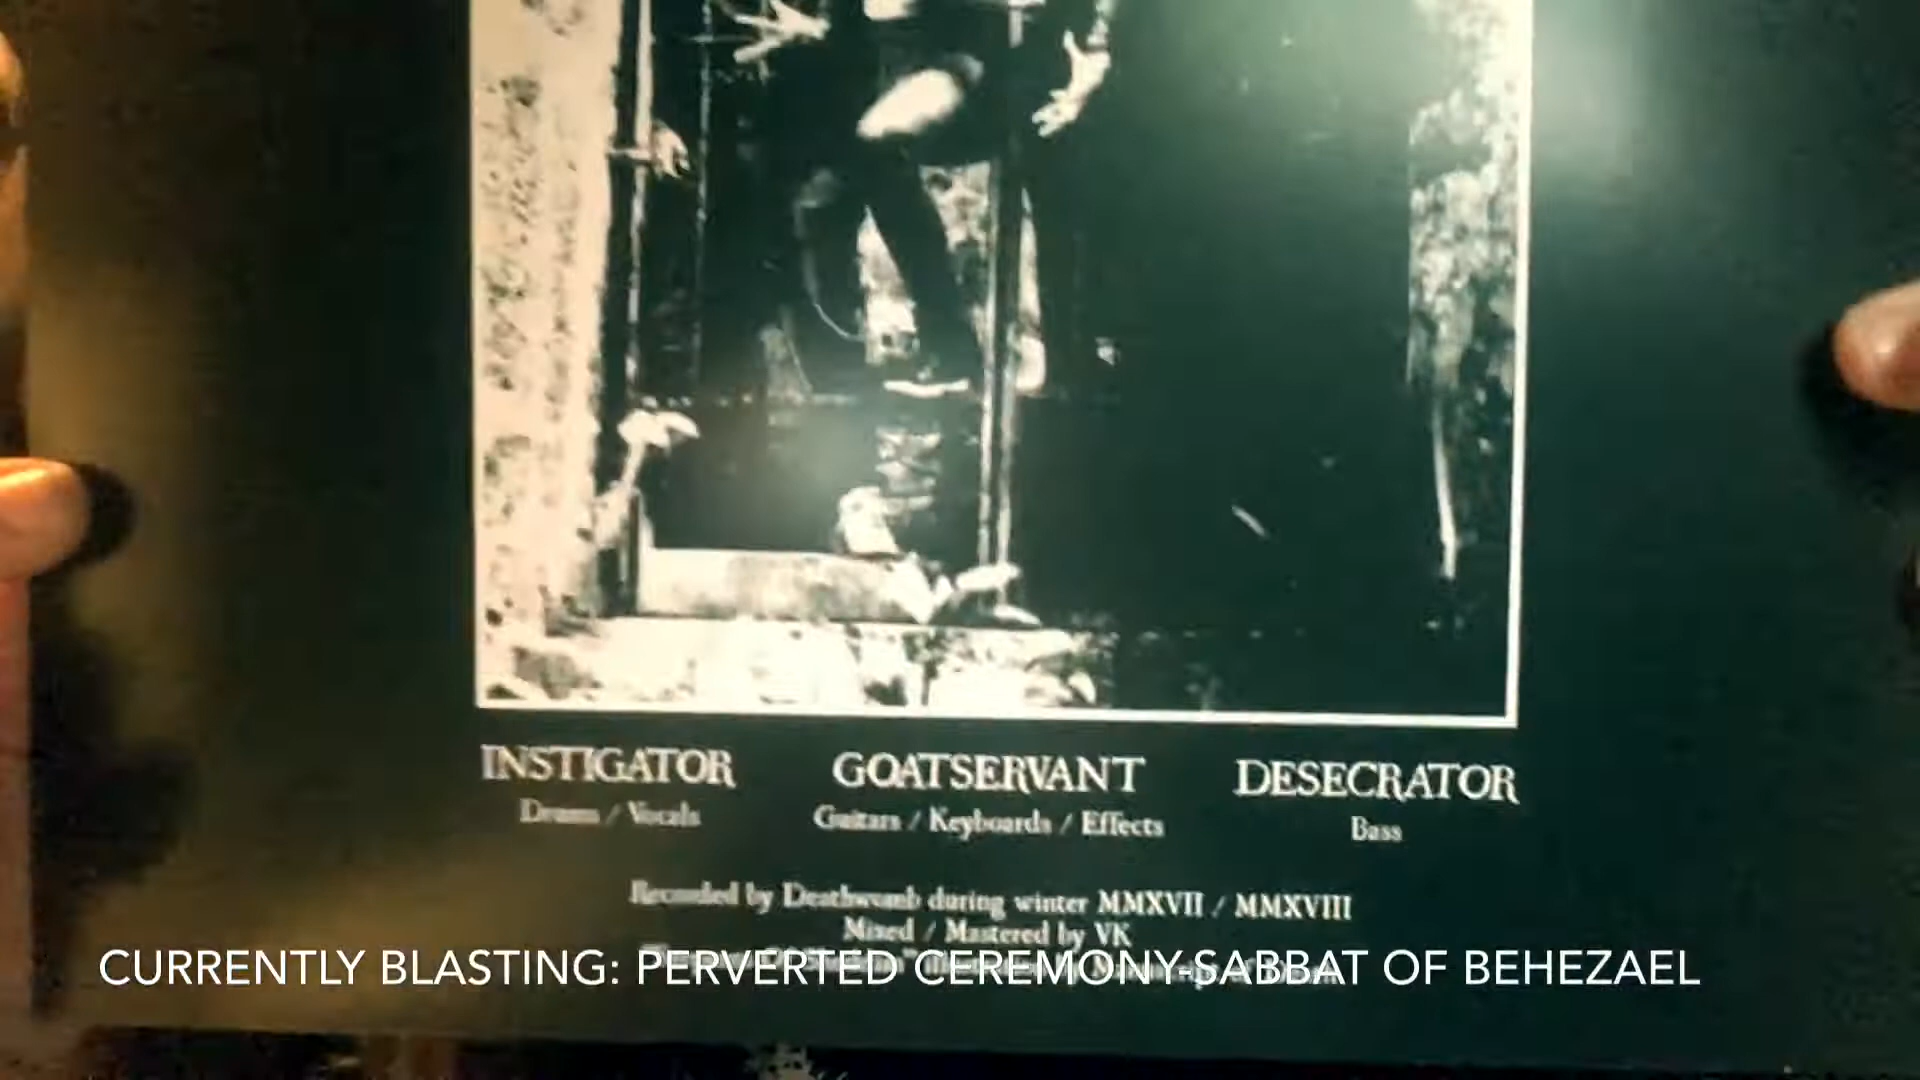 INSTIGATOR GOATSERVANT DESECRATOR
Drums / Vocals Guitars / Keyboards / Effects Bass
Recorded by Deathwomb during winter MMXVII / MMXVIII
Mixed / Mastered by VK
CURRENTLY BLASTING: PERVERTED CEREMONY-SABBAT OF BEHEZAEL